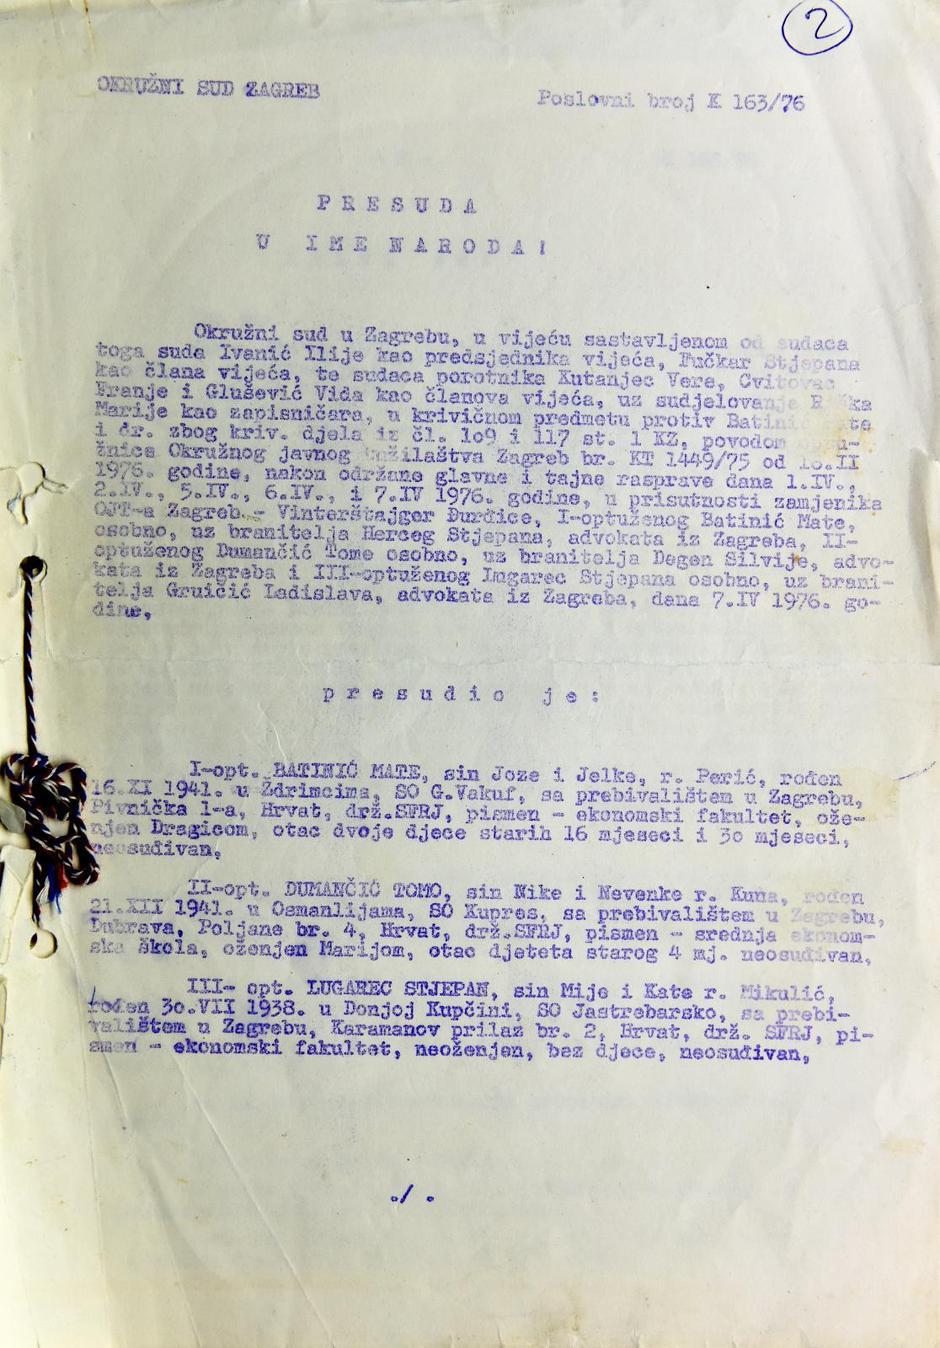 2
OKRUŽNI SUD ZAGREB
Poslovni broj K 163/76
P R E S U D A
U I M E N A R O D A !
Okružni sud u Zagrebu, u vijeću sastavljenom od sudaca
toga suda Ivanić Ilije kao predsjednika vijeća, Fučkar Stjepana
kao člana vijeća, te sudaca porotnika Kutanjec Vere, Cvitovac
Franje i Glušević Vida kao članova vijeća, uz sudjelovanje
Marije kao zapisničara, u krivičnom predmetu protiv Batinić Mate
i dr. zbog kriv. djela iz čl. 109 i 117 st. 1 KZ, povodom
žnice Okružnog javnog tužilaštva Zagreb br. KT 1449/75 od II
1976. godine, nakon održane glavne i tajne rasprave dana 1.IV.,
2.IV., 5.IV., 6.IV., i 7.IV 1976. godine, u prisutnosti zamjenika
OJT-a Zagreb - Vinterštajger Đurđice, I-optuženog Batinić Mate,
osobno, uz branitelja Herceg Stjepana, advokata iz Zagreba, II-
optuženog Dumančić Tome osobno, uz branitelja Degen Silvije, advo-
kata iz Zagreba i III-optuženog Lugarec Stjepana osobno, uz brani-
telja Gruičić Ladislava, advokata iz Zagreba, dana 7.IV 1976. go-
dine,
p r e s u d i o j e :
I-opt. BATINIĆ MATE, sin Joze i Jelke, r. Perić, rođen
16.XI 1941. u Ždrimcima, SO G.Vakuf, sa prebivalištem u Zagrebu,
Pivnička 1-a, Hrvat, drž.SFRJ, pismen - ekonomski fakultet, ože-
njen Dragicom, otac dvoje djece starih 16 mjeseci i 30 mjeseci,
neosuđivan,
II-opt. DUMANČIĆ TOMO, sin Nike i Nevenke r. Kuna, rođen
21.XII 1941. u Osmanlijama, SO Kupres, sa prebivalištem u Zagrebu,
Dubrava, Poljane br. 4, Hrvat, drž.SFRJ, pismen - srednja ekonom-
ska škola, oženjen Marijom, otac djeteta starog 4 mj. neosuđivan,
III- opt. LUGAREC STJEPAN, sin Mije i Kate r. Mikulić,
rođen 30.VII 1938. u Donjoj Kupčini, SO Jastrebarsko, sa prebi-
valištem u Zagrebu, Karamanov prilaz br. 2, Hrvat, drž. SFRJ, pi-
smen - ekonomski fakultet, neoženjen, bez djece, neosuđivan,
./.